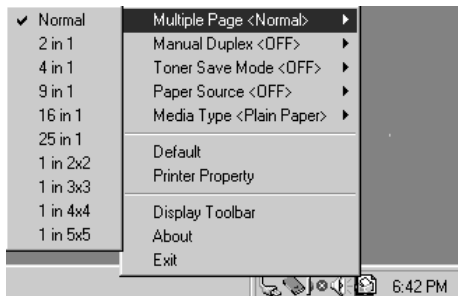 Normal
2 in 1
4 in 1
9 in 1
16 in 1
25 in 1
1 in 2x2
1 in 3x3
1 in 4x4
1 in 5x5
Multiple Page <Normal>
Manual Duplex <OFF>
Toner Save Mode <OFF>
Paper Source <OFF>
Media Type <Plain Paper>
Default
Printer Property
Display Toolbar
About
Exit
6:42 PM